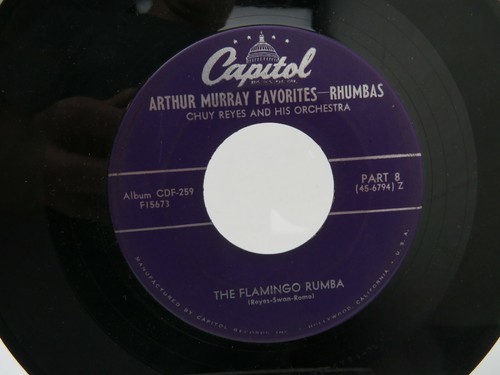 Capitol
ARTHUR MURRAY FAVORITES—RHUMBAS
CHUY REYES AND HIS ORCHESTRA
Album CDF-259
F15673
PART 8
(45-6794) Z
THE FLAMINGO RUMBA
(Reyes-Swan-Romo)
MANUFACTURED BY CAPITOL RECORDS INC. • HOLLYWOOD, CALIFORNIA • U.S.A.